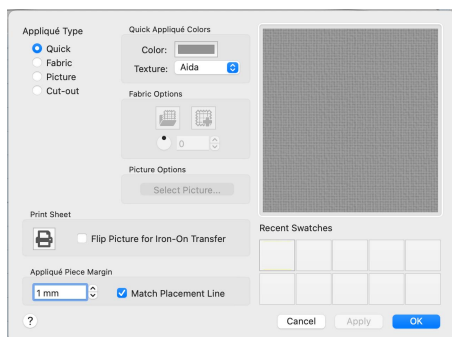 Appliqué Type
Quick
Fabric
Picture
Cut-out
Quick Appliqué Colors
Color:
Texture: Aida
Fabric Options
0
Picture Options
Select Picture...
Print Sheet
Flip Picture for Iron-On Transfer
Appliqué Piece Margin
1 mm
Match Placement Line
Recent Swatches
?
Cancel
Apply
OK